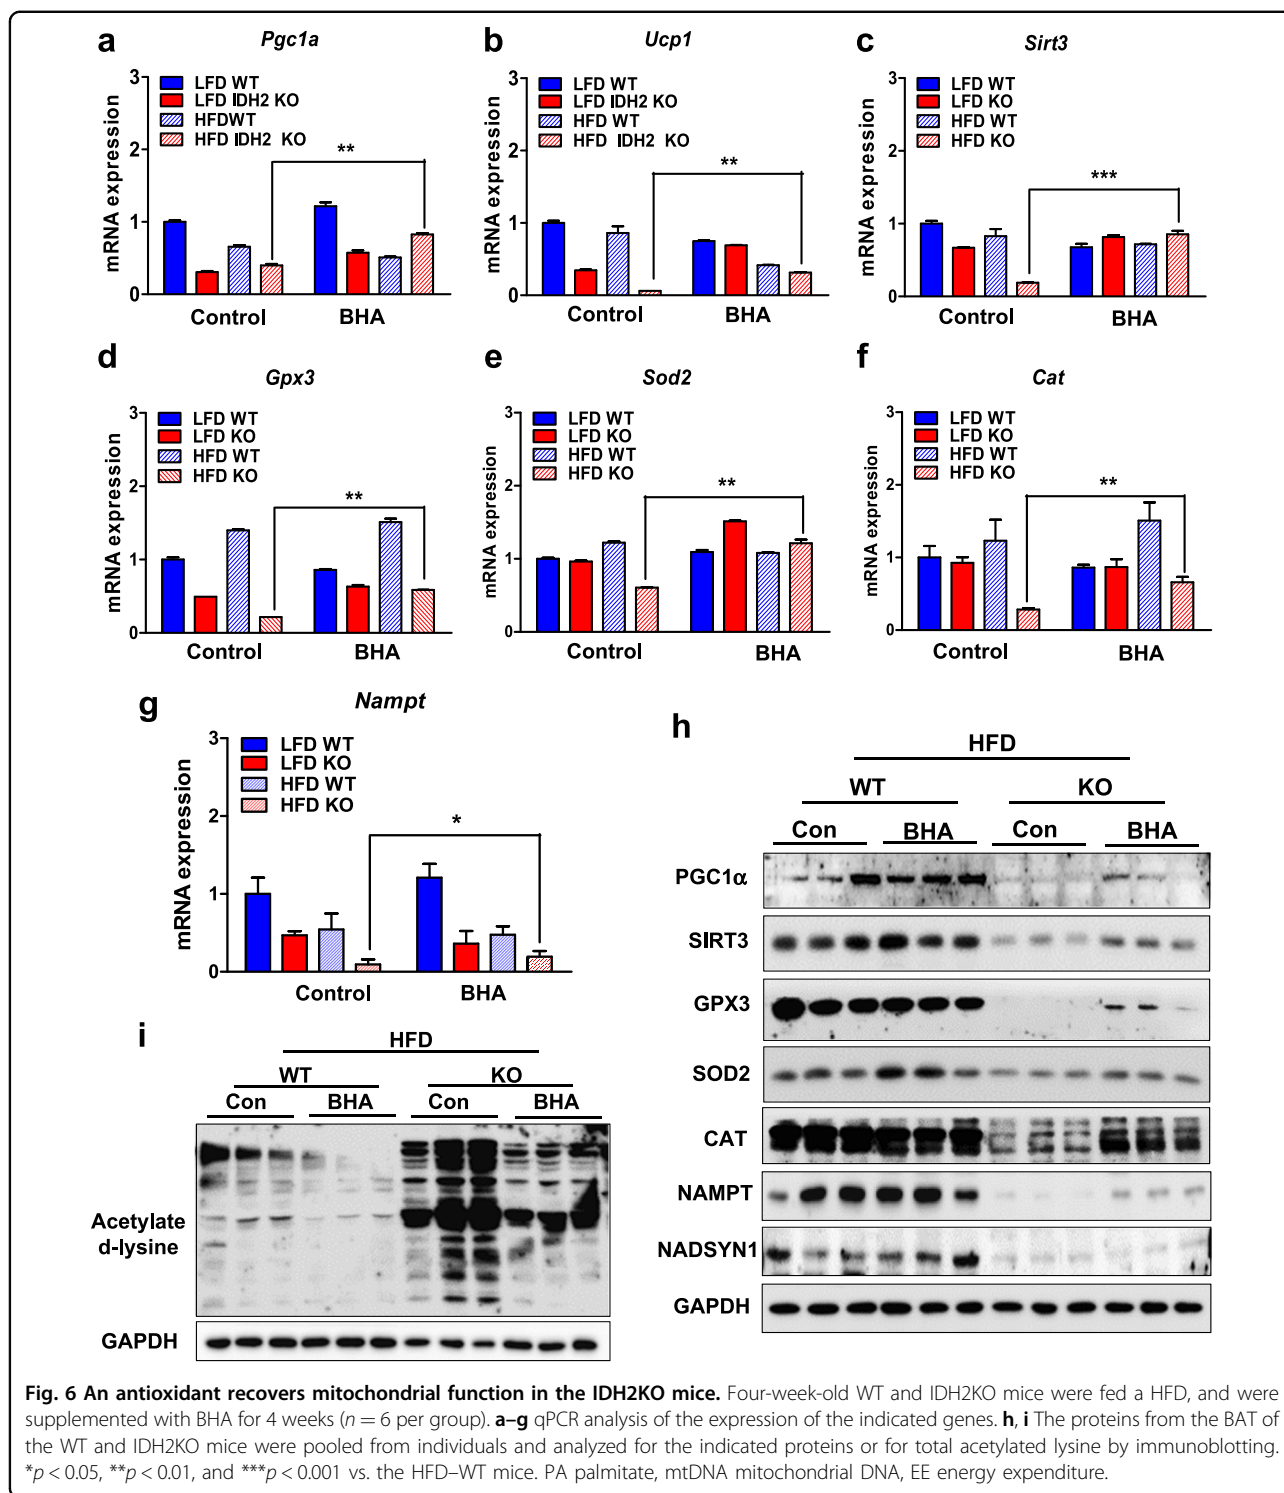 a
Pgc1a
mRNA expression
3
2
1
0
LFD WT
LFD IDH2 KO
HFDWT
HFD IDH2 KO
**
Control
BHA
b
Ucp1
mRNA expression
3
2
1
0
LFD WT
LFD IDH2 KO
HFD WT
HFD IDH2 KO
**
Control
BHA
c
Sirt3
mRNA expression
3
2
1
0
LFD WT
LFD KO
HFD WT
HFD KO
***
Control
BHA
d
Gpx3
mRNA expression
3
2
1
0
LFD WT
LFD KO
HFD WT
HFD KO
**
Control
BHA
e
Sod2
mRNA expression
3
2
1
0
LFD WT
LFD KO
HFD WT
HFD KO
**
Control
BHA
f
Cat
mRNA expression
3
2
1
0
LFD WT
LFD KO
HFD WT
HFD KO
**
Control
BHA
g
Nampt
mRNA expression
3
2
1
0
LFD WT
LFD KO
HFD WT
HFD KO
*
Control
BHA
h
HFD
WT
KO
Con
BHA
Con
BHA
PGC1α
SIRT3
GPX3
SOD2
CAT
NAMPT
NADSYN1
GAPDH
i
HFD
WT
KO
Con
BHA
Con
BHA
Acetylate
d-lysine
GAPDH
Fig. 6 An antioxidant recovers mitochondrial function in the IDH2KO mice. Four-week-old WT and IDH2KO mice were fed a HFD, and were
supplemented with BHA for 4 weeks (n = 6 per group). a–g qPCR analysis of the expression of the indicated genes. h, i The proteins from the BAT of
the WT and IDH2KO mice were pooled from individuals and analyzed for the indicated proteins or for total acetylated lysine by immunoblotting.
*p < 0.05, **p < 0.01, and ***p < 0.001 vs. the HFD–WT mice. PA palmitate, mtDNA mitochondrial DNA, EE energy expenditure.